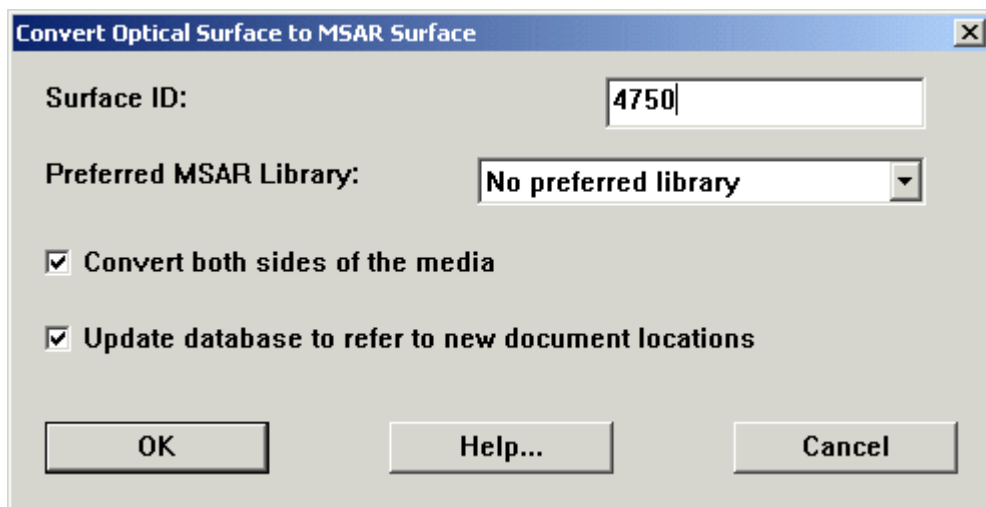 Convert Optical Surface to MSAR Surface
Surface ID: 4750
Preferred MSAR Library: No preferred library
Convert both sides of the media
Update database to refer to new document locations
OK Help... Cancel